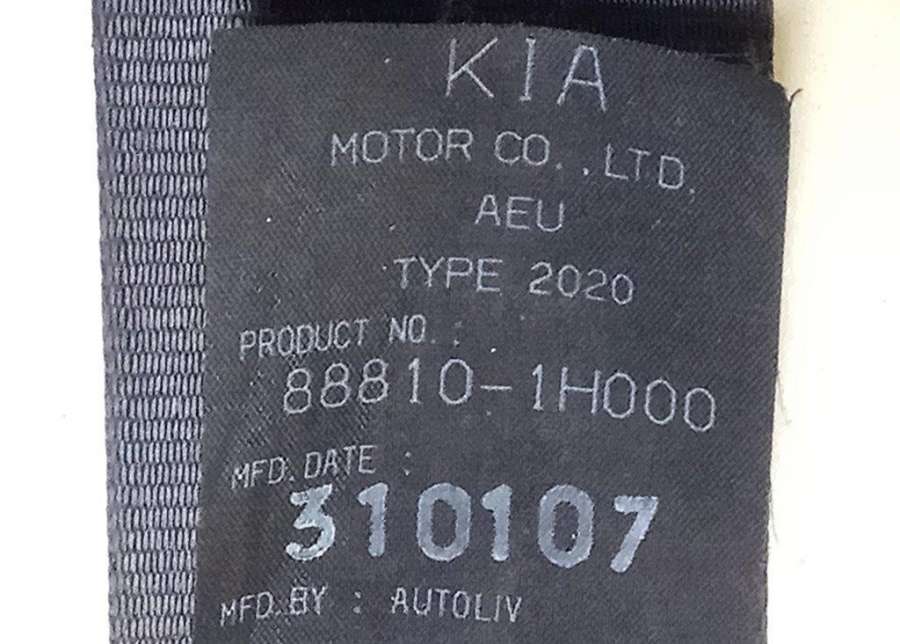 KIA
MOTOR CO.,LTD.
AEU
TYPE 2020
PRODUCT NO. :
88810-1H000
MFD. DATE :
310107
MFD. BY : AUTOLIV